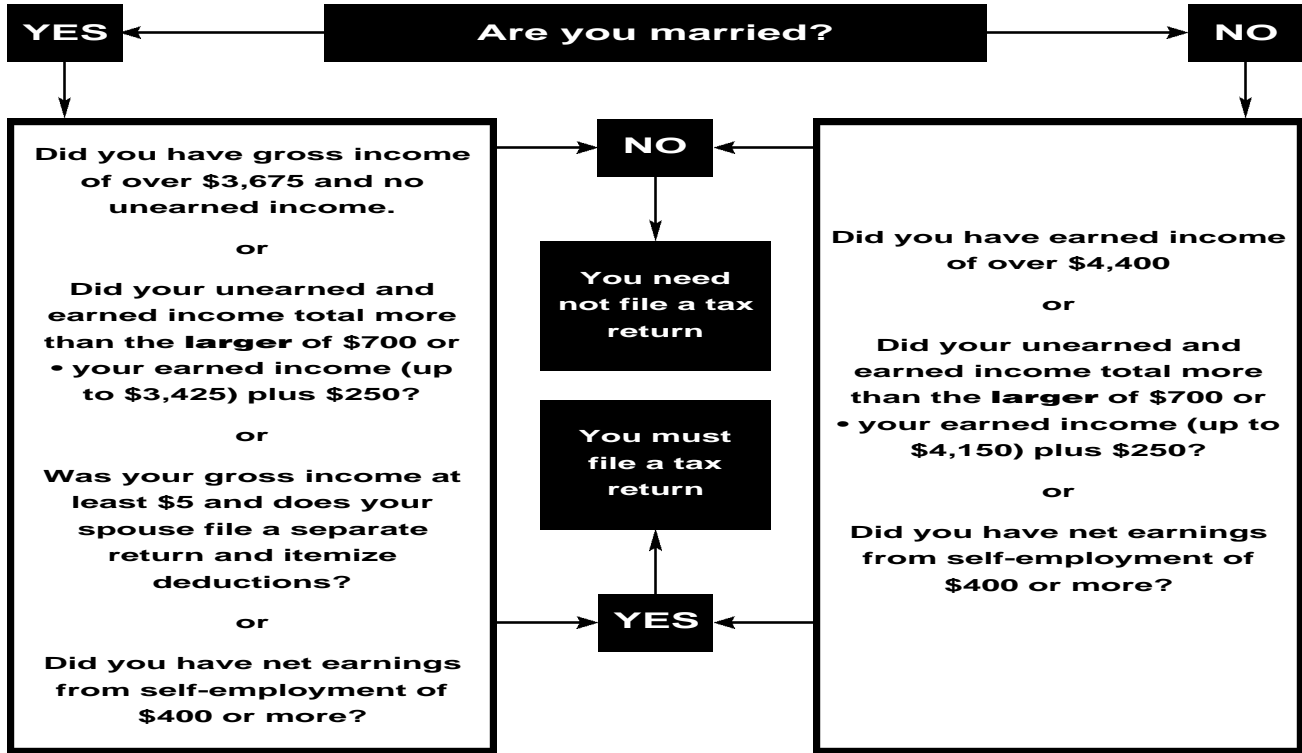 YES
Are you married?
NO
Did you have gross income
of over $3,675 and no
unearned income.
or
Did your unearned and
earned income total more
than the larger of $700 or
• your earned income (up
to $3,425) plus $250?
or
Was your gross income at
least $5 and does your
spouse file a separate
return and itemize
deductions?
or
Did you have net earnings
from self-employment of
$400 or more?
NO
You need
not file a tax
return
You must
file a tax
return
YES
Did you have earned income
of over $4,400
or
Did your unearned and
earned income total more
than the larger of $700 or
• your earned income (up to
$4,150) plus $250?
or
Did you have net earnings
from self-employment of
$400 or more?